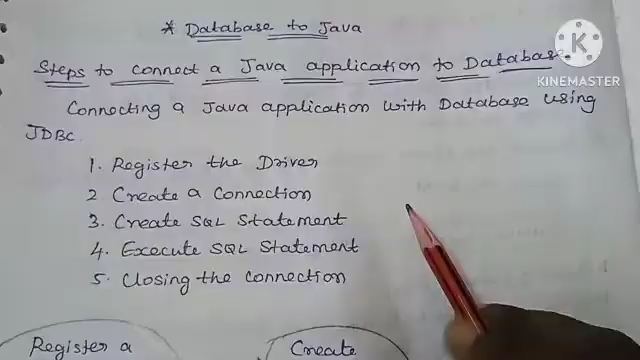 * Database to Java
Steps to connect a Java application to Database
KINEMASTER
Connecting a Java application with Database using
JDBC
1. Register the Driver
2 Create a Connection
3. Create SQL Statement
4. Execute SQL Statement
5. Closing the Connection
Register a
Create